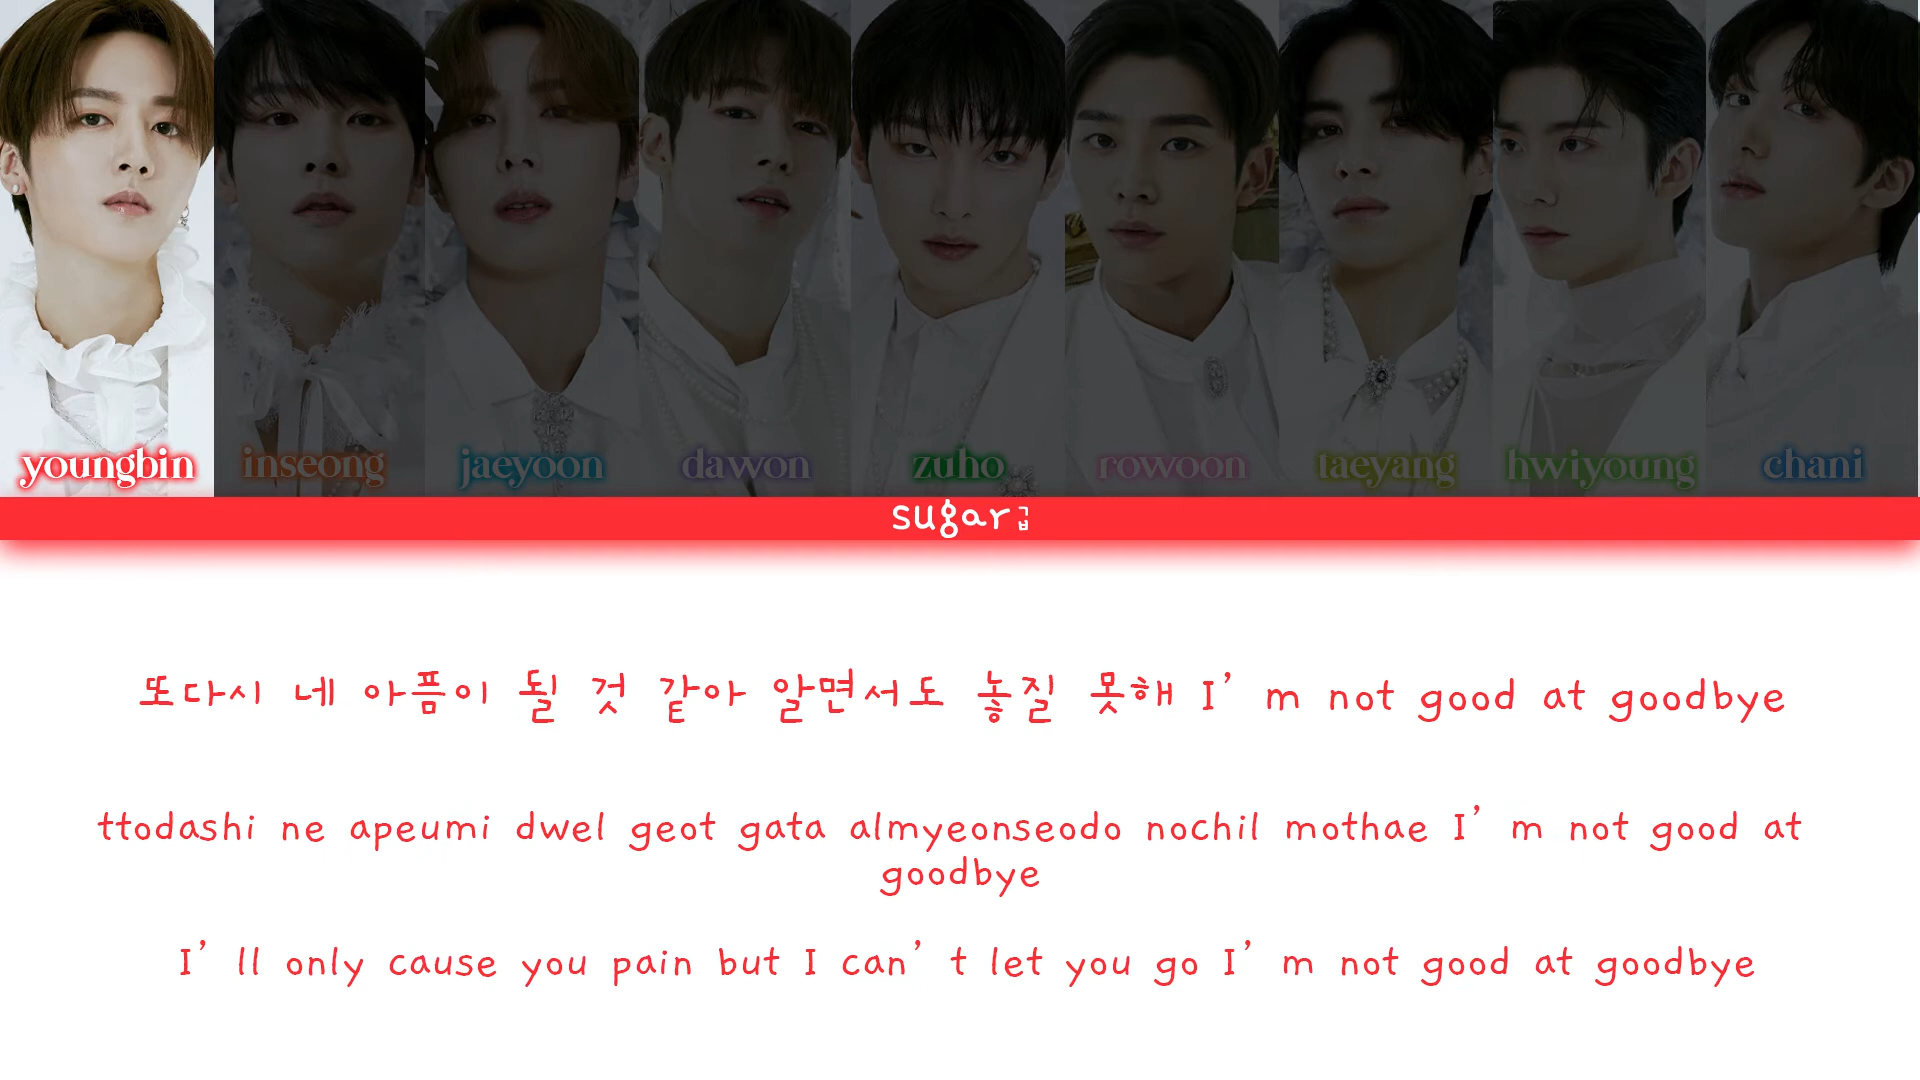 youngbin inseong jaeyoon dawon zuho rowoon taeyang hwiyoung chani
sugar 급
또다시 네 아픔이 될 것 같아 알면서도 놓질 못해 I’m not good at goodbye
ttodashi ne apeumi dwel geot gata almyeonseodo nochil mothae I’m not good at
goodbye
I’ll only cause you pain but I can’t let you go I’m not good at goodbye